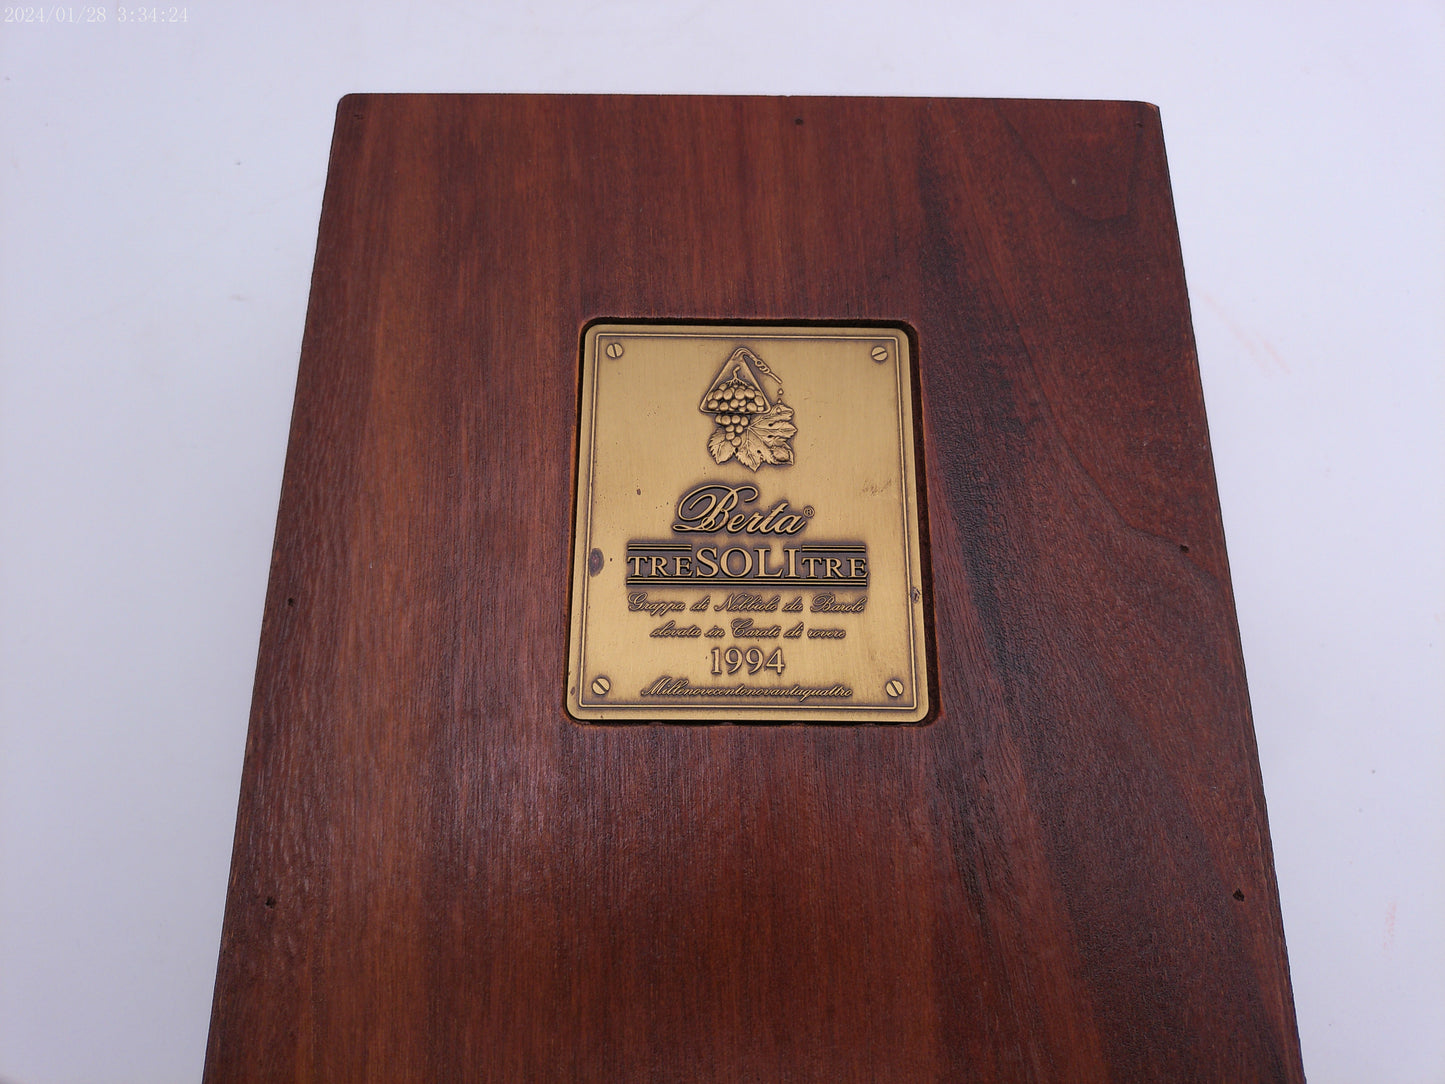 2024/01/28 3:34:24
Berta®
TRESOLITRE
Grappa di Nebbiolo da Barolo
elevata in Carati di rovere
1994
Millenovecentonovantaquattro